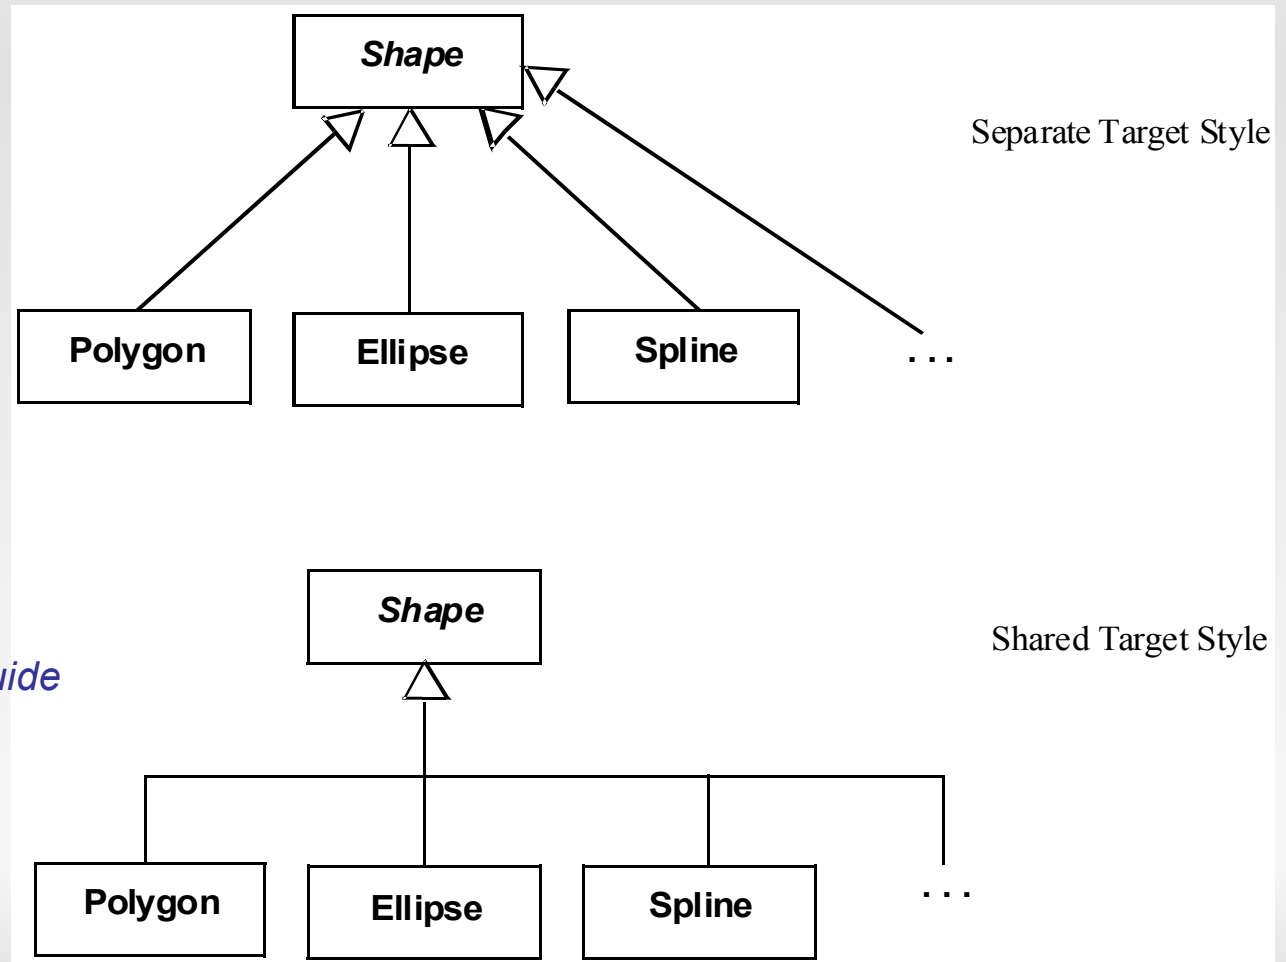 Shape
Separate Target Style
Polygon
Ellipse
Spline
. . .
Shape
Shared Target Style
Polygon
Ellipse
Spline
. . .